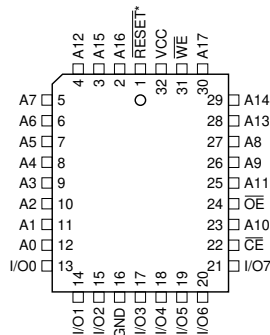 A12
A15
A16
RESET*
VCC
WE
A17
4
3
2
1
32
31
30
A7 5
A6 6
A5 7
A4 8
A3 9
A2 10
A1 11
A0 12
I/O0 13
29 A14
28 A13
27 A8
26 A9
25 A11
24 OE
23 A10
22 CE
21 I/O7
14
15
16
17
18
19
20
I/O1
I/O2
GND
I/O3
I/O4
I/O5
I/O6